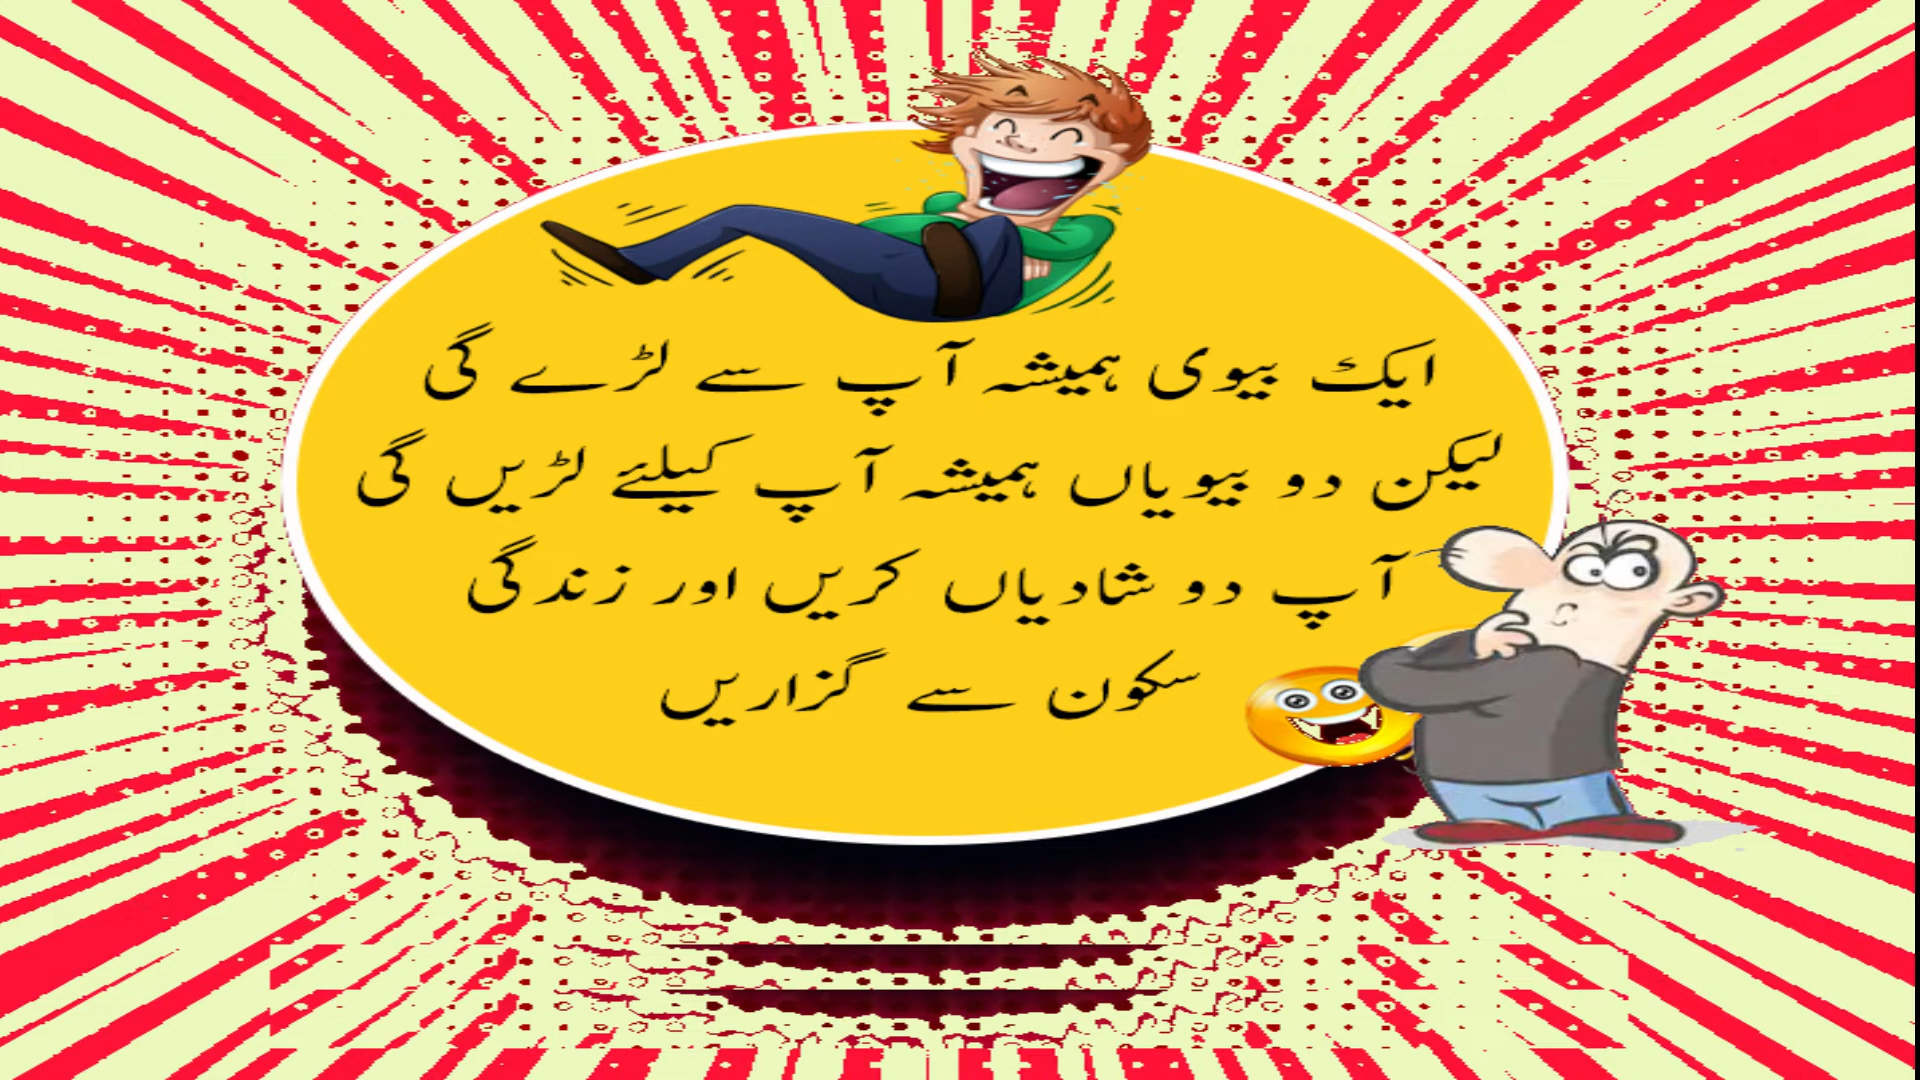 ایک بیوی ہمیشہ آپ سے لڑے گی
لیکن دو بیویاں ہمیشہ آپ کیلئے لڑیں گی
آپ دو شادیاں کریں اور زندگی
سکون سے گزاریں